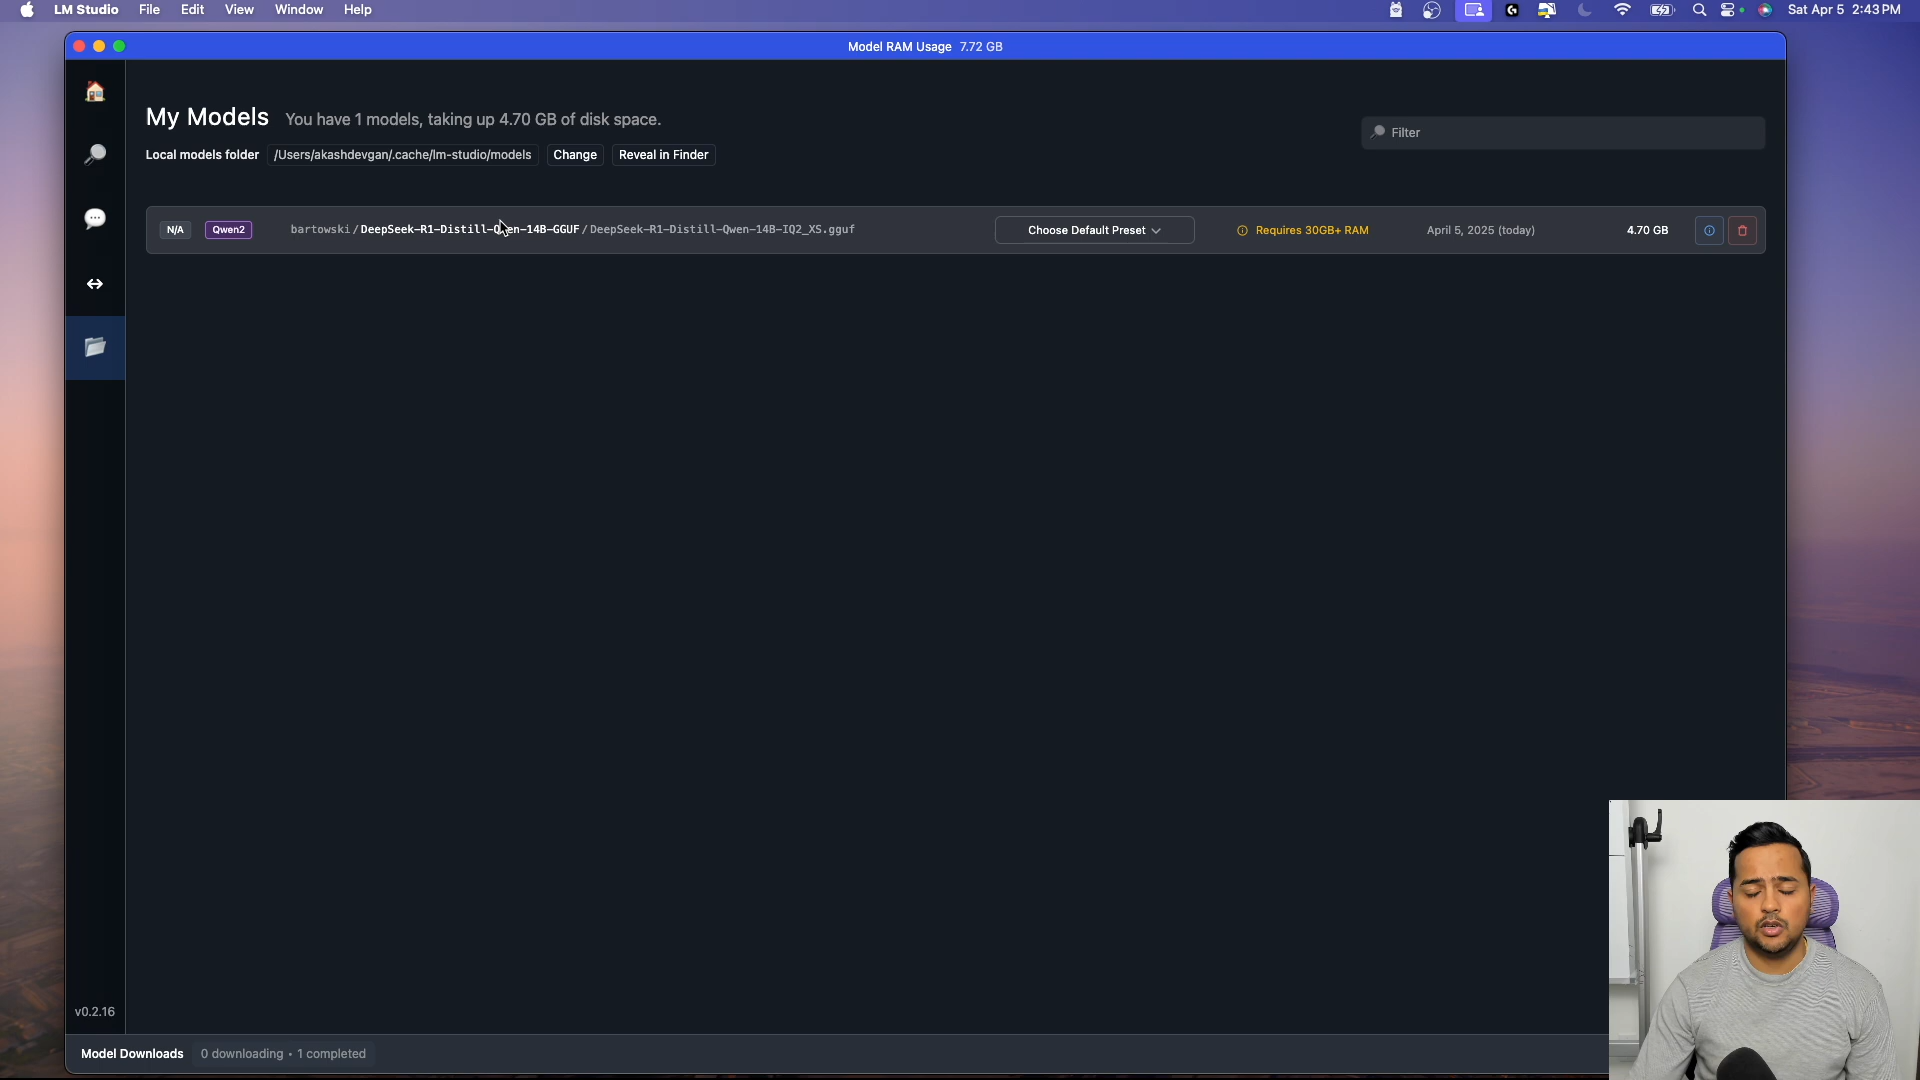 LM Studio File Edit View Window Help Sat Apr 5 2:43 PM
Model RAM Usage 7.72 GB
My Models You have 1 models, taking up 4.70 GB of disk space.
Filter
Local models folder /Users/akashdevgan/.cache/lm-studio/models Change Reveal in Finder
N/A Qwen2 bartowski/DeepSeek-R1-Distill-Qwen-14B-GGUF/DeepSeek-R1-Distill-Qwen-14B-IQ2_XS.gguf Choose Default Preset Requires 30GB+ RAM April 5, 2025 (today) 4.70 GB
v0.2.16
Model Downloads 0 downloading • 1 completed